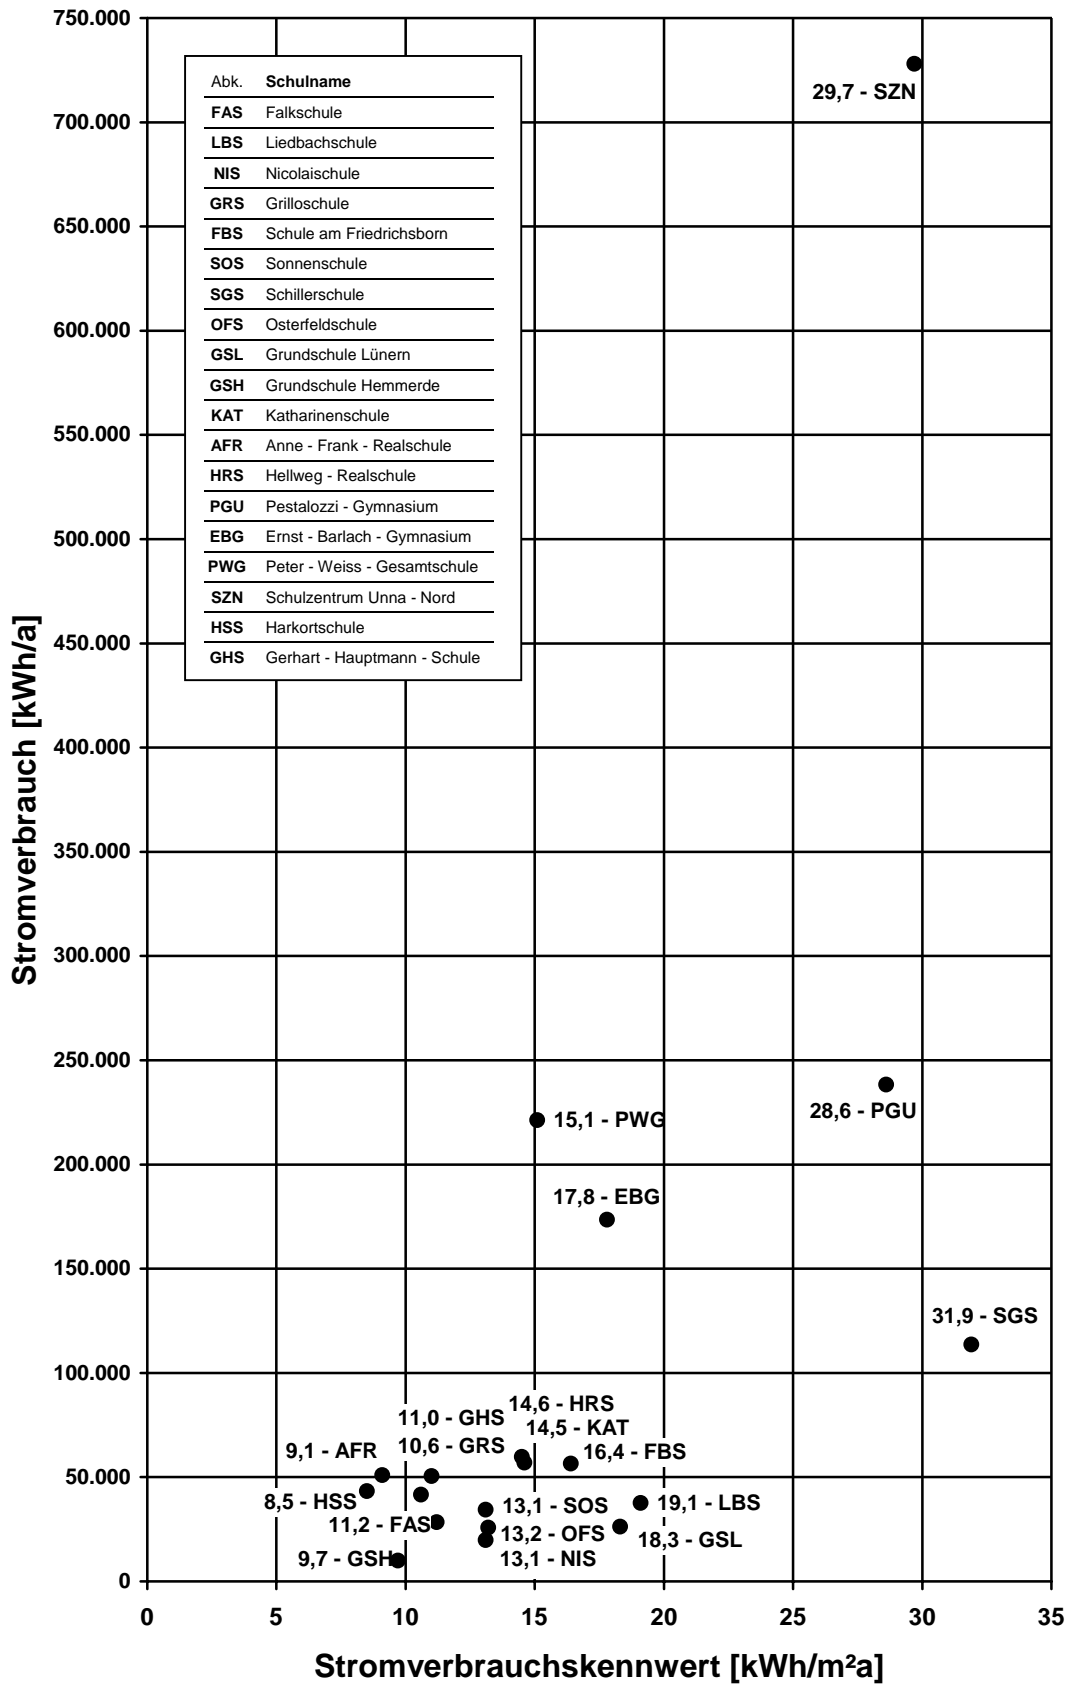 750.000
700.000
650.000
600.000
550.000
500.000
450.000
400.000
350.000
300.000
250.000
200.000
150.000
100.000
50.000
0
Stromverbrauch [kWh/a]
Abk. Schulname
FAS Falkschule
LBS Liedbachschule
NIS Nicolaischule
GRS Grilloschule
FBS Schule am Friedrichsborn
SOS Sonnenschule
SGS Schillerschule
OFS Osterfeldschule
GSL Grundschule Lünern
GSH Grundschule Hemmerde
KAT Katharinenschule
AFR Anne - Frank - Realschule
HRS Hellweg - Realschule
PGU Pestalozzi - Gymnasium
EBG Ernst - Barlach - Gymnasium
PWG Peter - Weiss - Gesamtschule
SZN Schulzentrum Unna - Nord
HSS Harkortschule
GHS Gerhart - Hauptmann - Schule
29,7 - SZN
28,6 - PGU
15,1 - PWG
17,8 - EBG
31,9 - SGS
14,6 - HRS
11,0 - GHS
14,5 - KAT
10,6 - GRS
9,1 - AFR
16,4 - FBS
8,5 - HSS
13,1 - SOS
19,1 - LBS
11,2 - FAS
13,2 - OFS
18,3 - GSL
9,7 - GSH
13,1 - NIS
0 5 10 15 20 25 30 35
Stromverbrauchskennwert [kWh/m²a]